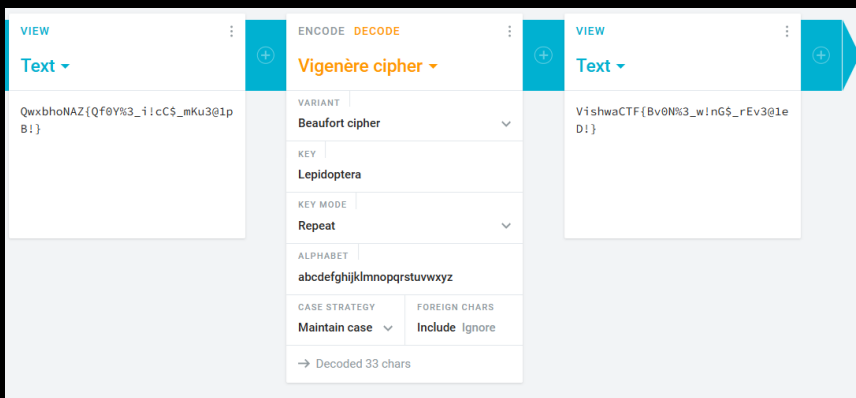 VIEW
Text
QwxbhoNAZ{Qf0Y%3_i!cC$_mKu3@1p
B!}
ENCODE DECODE
Vigenère cipher
VARIANT
Beaufort cipher
KEY
Lepidoptera
KEY MODE
Repeat
ALPHABET
abcdefghijklmnopqrstuvwxyz
CASE STRATEGY
Maintain case
FOREIGN CHARS
Include Ignore
→ Decoded 33 chars
VIEW
Text
VishwaCTF{Bv0N%3_w!nG$_rEv3@1e
D!}